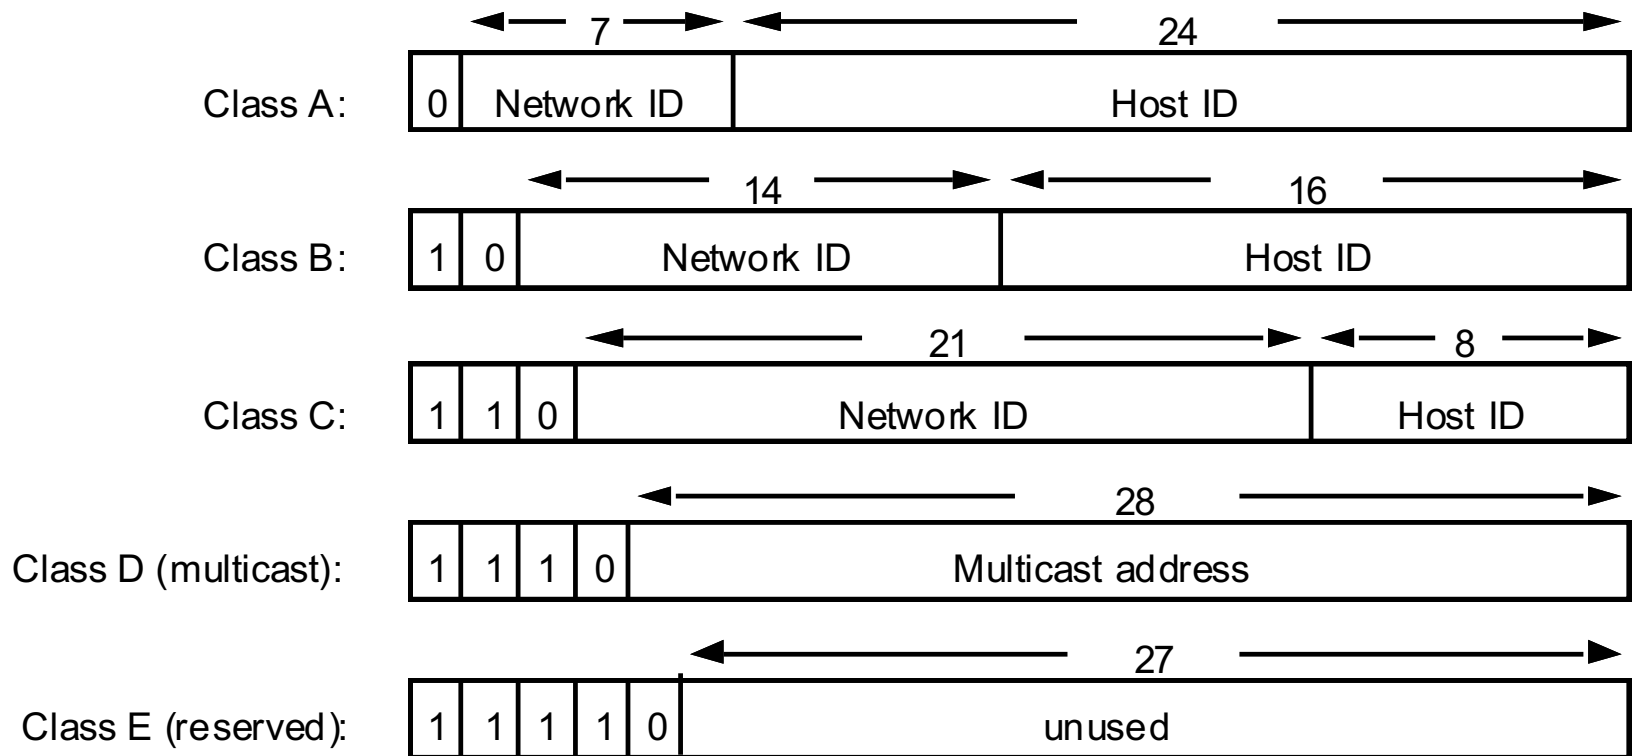 7 24
Class A: 0 Network ID Host ID
14 16
Class B: 1 0 Network ID Host ID
21 8
Class C: 1 1 0 Network ID Host ID
28
Class D (multicast): 1 1 1 0 Multicast address
27
Class E (reserved): 1 1 1 1 0 unused